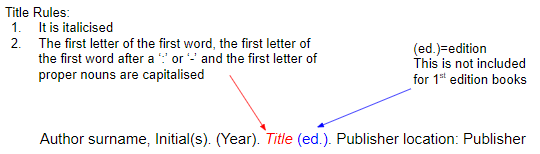 Title Rules:
1. It is italicised
2. The first letter of the first word, the first letter of
the first word after a ‘:’ or ‘-’ and the first letter of
proper nouns are capitalised
(ed.)=edition
This is not included
for 1st edition books
Author surname, Initial(s). (Year). Title (ed.). Publisher location: Publisher